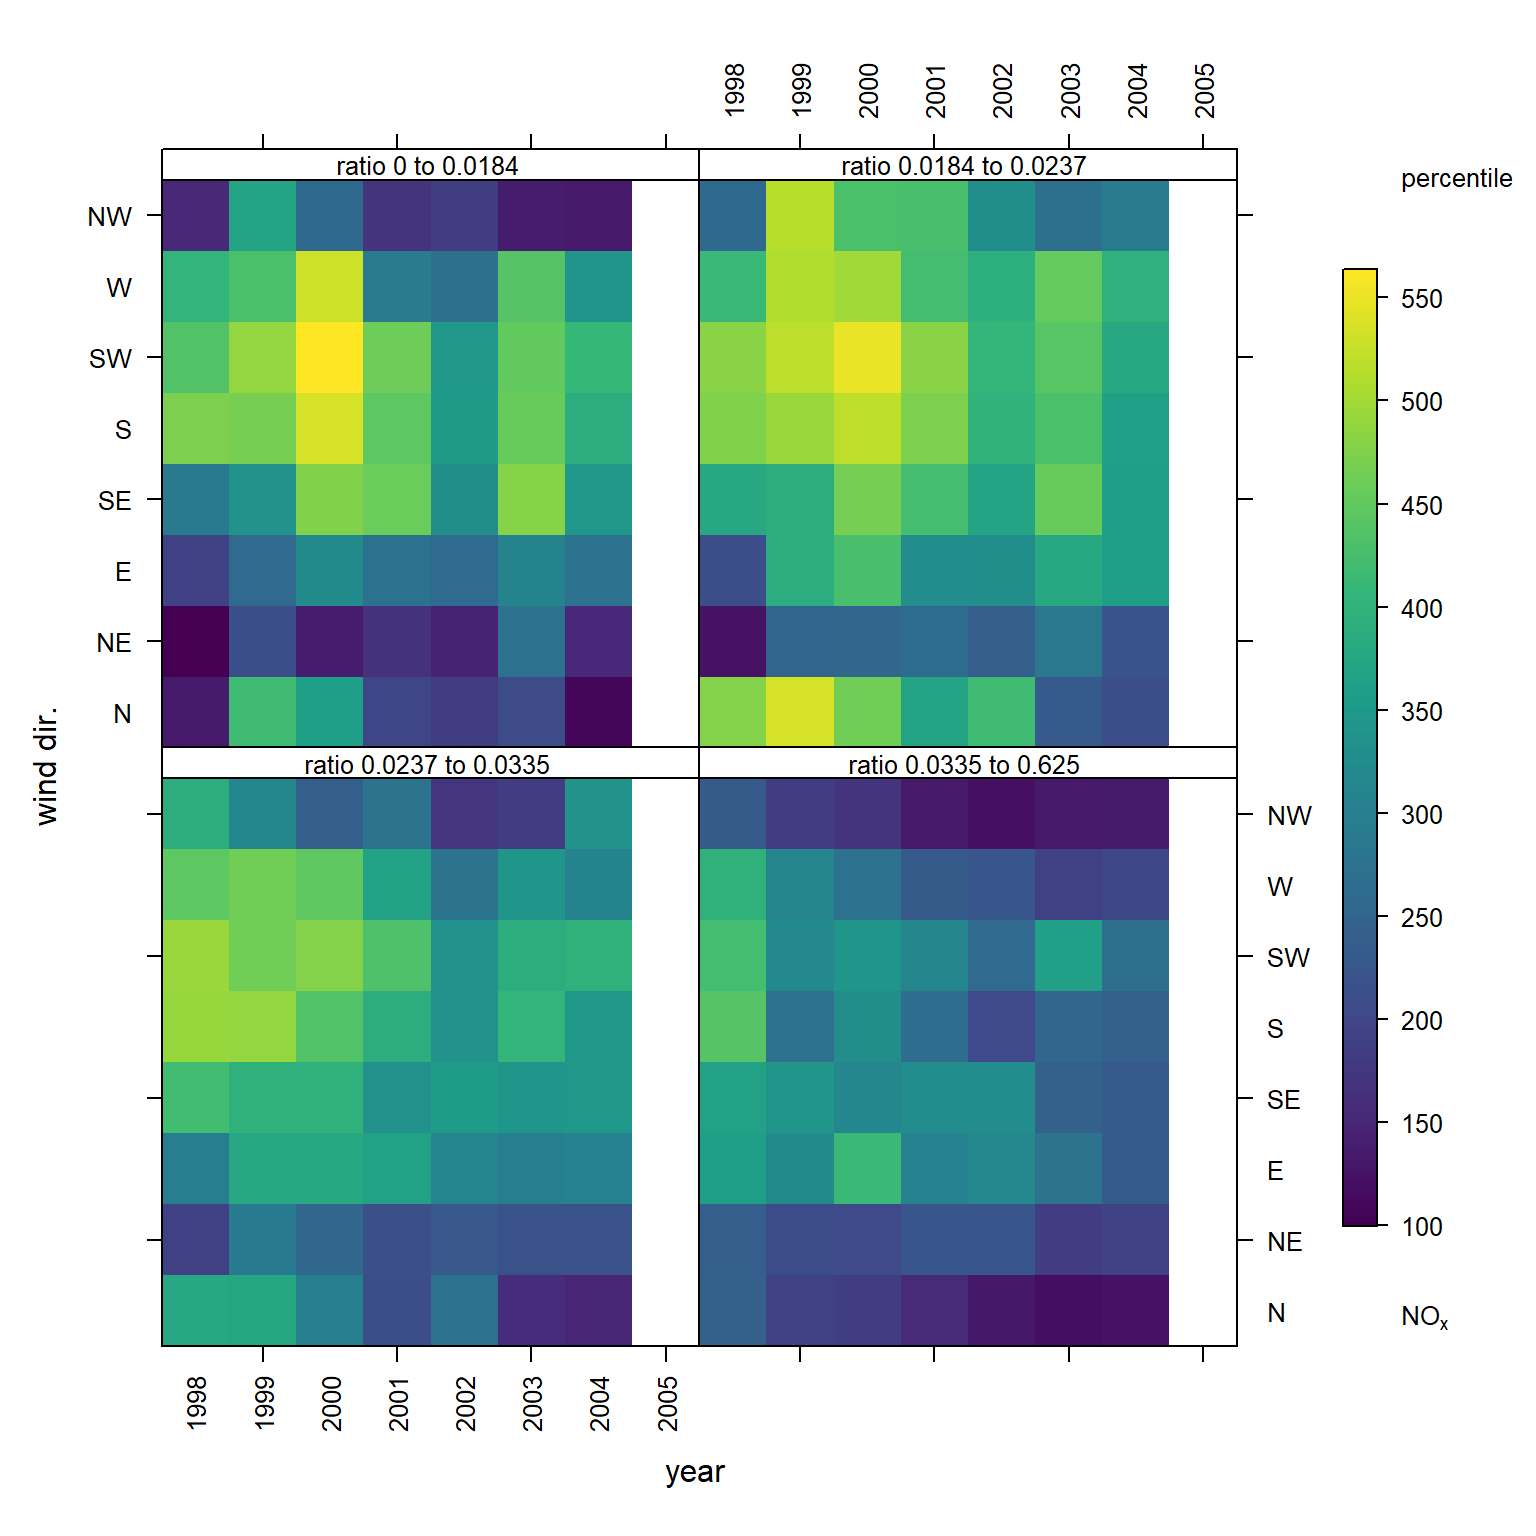 1998 1999 2000 2001 2002 2003 2004 2005
ratio 0 to 0.0184
ratio 0.0184 to 0.0237
percentile
NW
W
SW
S
SE
E
NE
N
wind dir.
550
500
450
400
350
300
250
200
150
100
ratio 0.0237 to 0.0335
ratio 0.0335 to 0.625
NW
W
SW
S
SE
E
NE
N
NOₓ
1998 1999 2000 2001 2002 2003 2004 2005
year